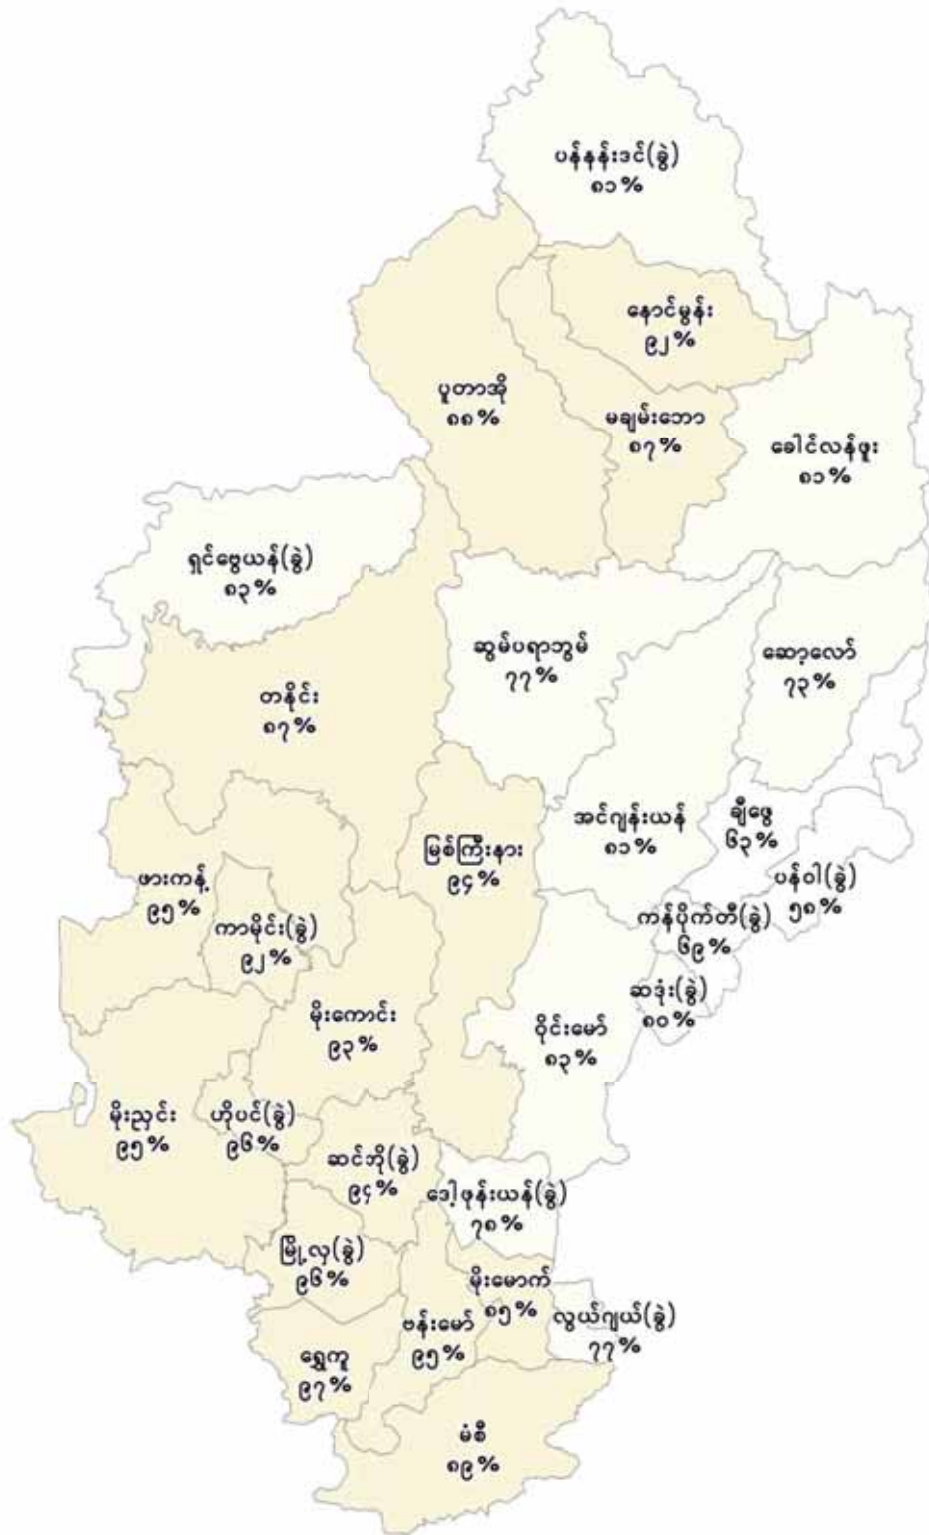 ပန်နန်းဒင်(ခွဲ)
၈၁%
နောင်မွန်း
၉၂%
ပူတာအို
၈၈%
မချမ်းဘော
၈၇%
ခေါင်လန်ဖူး
၈၁%
ရှင်ဗွေယန်(ခွဲ)
၈၃%
ဆွမ်ပရာဘွမ်
၇၇%
ဆော့လော်
၇၃%
တနိုင်း
၈၇%
အင်ဂျန်းယန်
၈၁%
ချီဖွေ
၆၃%
မြစ်ကြီးနား
၉၄%
ပန်ဝါ(ခွဲ)
၅၈%
ဖားကန့်
၉၅%
ကာမိုင်း(ခွဲ)
၉၂%
ကန်ပိုက်တီ(ခွဲ)
၆၉%
ဆဒုံး(ခွဲ)
၈၀%
မိုးကောင်း
၉၃%
ဝိုင်းမော်
၈၃%
မိုးညှင်း
၉၅%
ဟိုပင်(ခွဲ)
၉၆%
ဆင်ဘို(ခွဲ)
၉၄%
ဒေါ့ဖုန်းယန်(ခွဲ)
၇၈%
မြို့လှ(ခွဲ)
၉၆%
မိုးမောက်
၈၅%
လွယ်ဂျယ်(ခွဲ)
၇၇%
ဗန်းမော်
၉၅%
ရွှေကူ
၉၇%
မံစီ
၈၉%